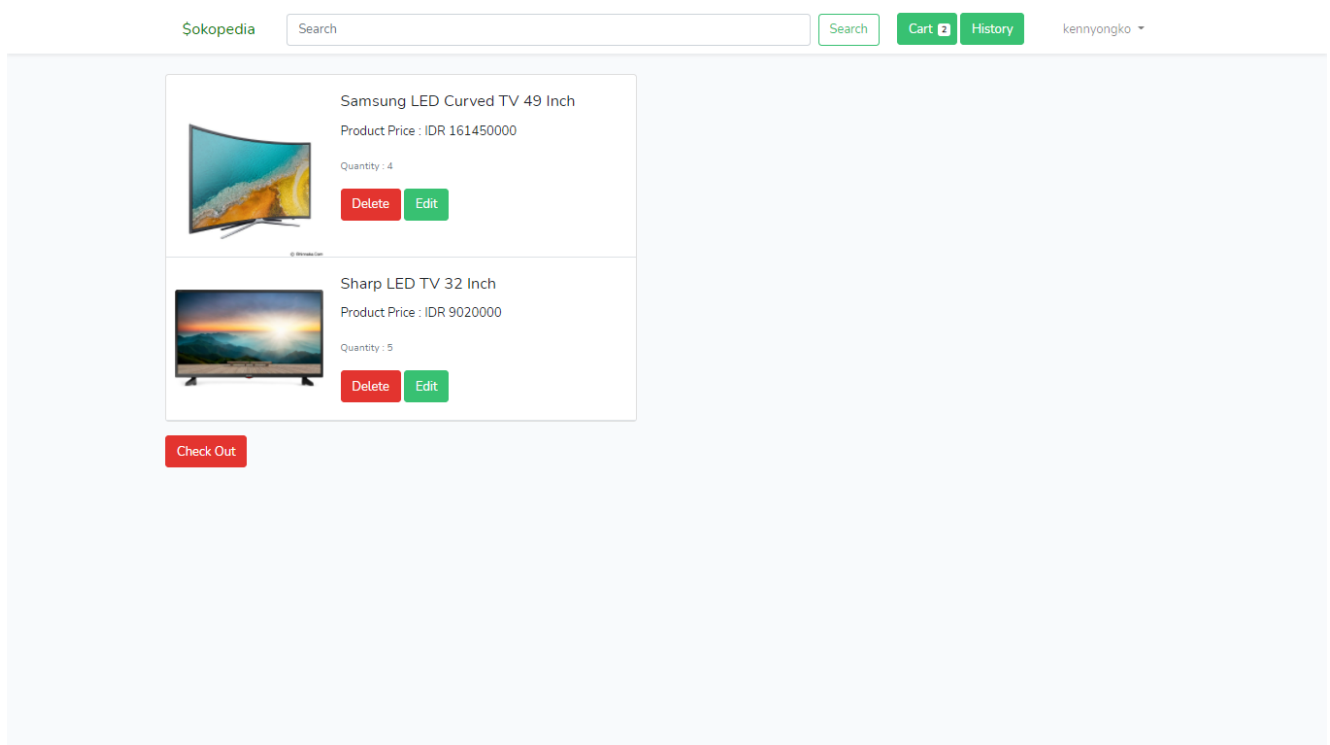 $okopedia Search Search Cart 2 History kennyongko
Samsung LED Curved TV 49 Inch
Product Price : IDR 161450000
Quantity : 4
Delete Edit
Sharp LED TV 32 Inch
Product Price : IDR 9020000
Quantity : 5
Delete Edit
Check Out